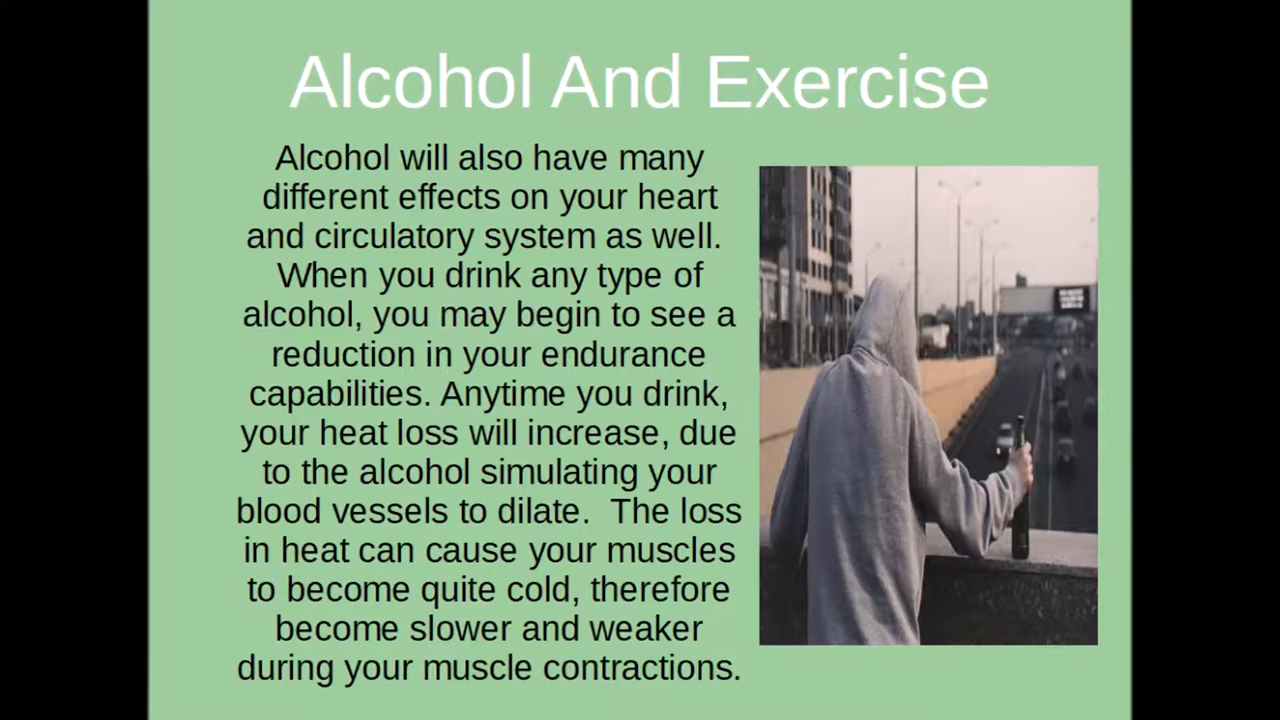 Alcohol And Exercise
Alcohol will also have many
different effects on your heart
and circulatory system as well.
When you drink any type of
alcohol, you may begin to see a
reduction in your endurance
capabilities. Anytime you drink,
your heat loss will increase, due
to the alcohol simulating your
blood vessels to dilate.  The loss
in heat can cause your muscles
to become quite cold, therefore
become slower and weaker
during your muscle contractions.